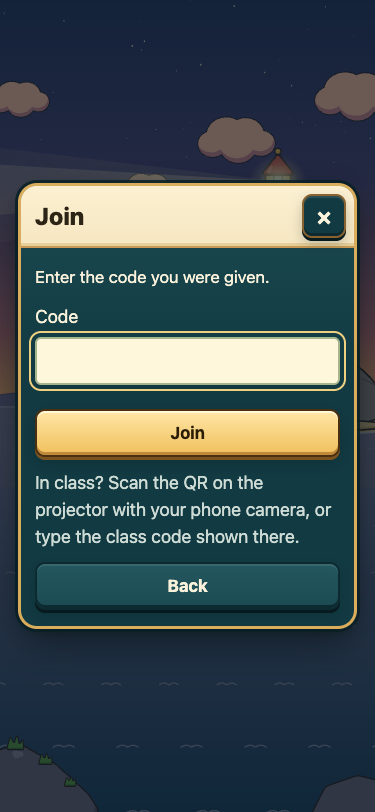 Join
×
Enter the code you were given.
Code
Join
In class? Scan the QR on the
projector with your phone camera, or
type the class code shown there.
Back